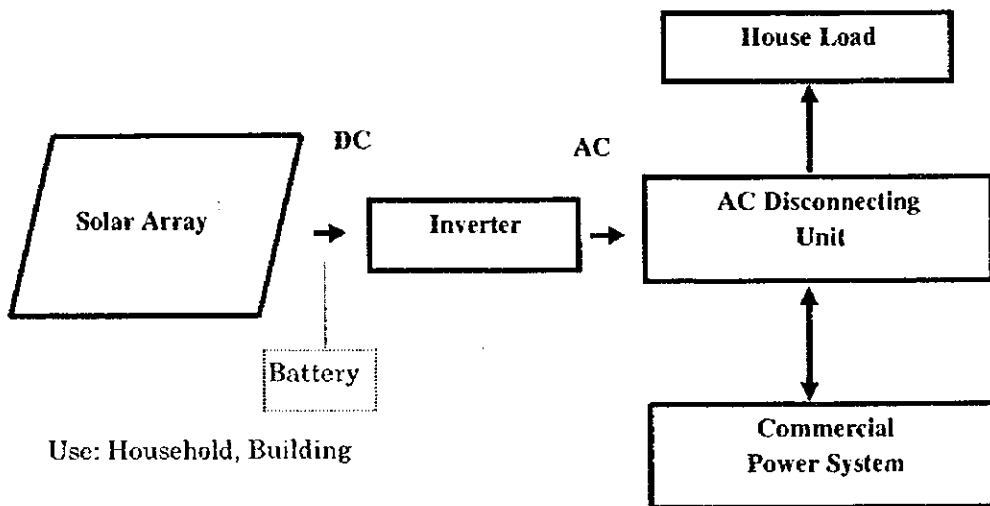 House Load
DC
AC
Solar Array
Inverter
AC Disconnecting
Unit
Battery
Use: Household, Building
Commercial
Power System